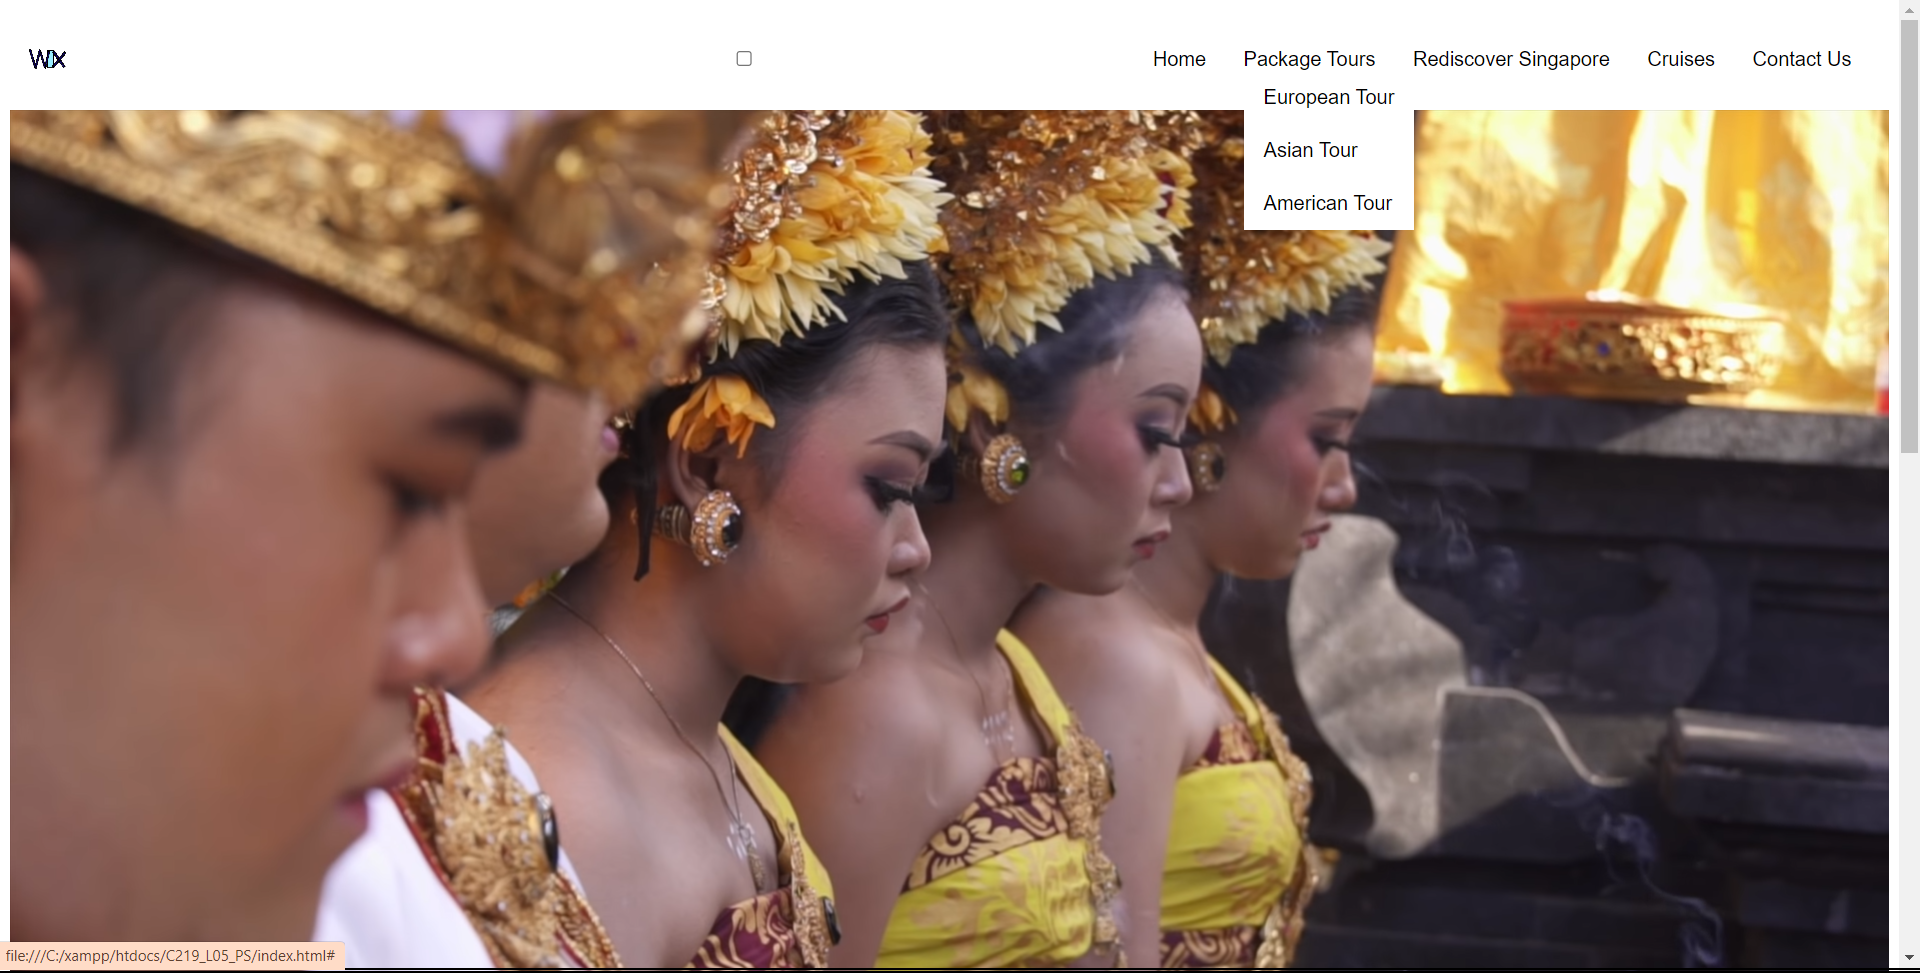 Wix
Home Package Tours Rediscover Singapore Cruises Contact Us
European Tour
Asian Tour
American Tour
file:///C:/xampp/htdocs/C219_L05_PS/index.html#